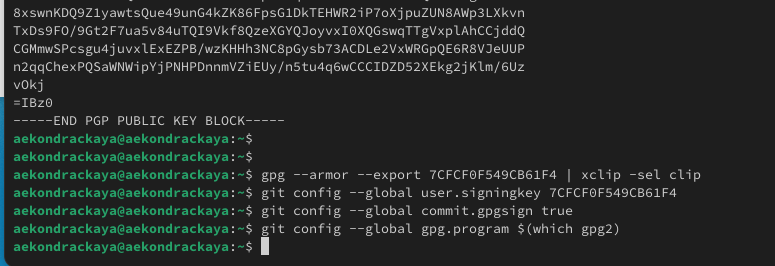 8xswnKDQ9Z1yawtsQue49unG4kZK86FpsG1DkTEHWR2iP7oXjpuZUN8AWp3LXkvn
TxDs9FO/9Gt2F7ua5v84uTQI9Vkf8QzeXGYQJoyvxI0XQGswqTTgVxplAhCCjddQ
CGMmwSPcsgu4juvxlExEZPB/wzKHHh3NC8pGysb73ACDLe2VxWRGpQE6R8VJeUUP
n2qqChexPQSaWNWipYjPNHPDnnmVZiEUy/n5tu4q6wCCCIDZD52XEkg2jKlm/6Uz
vOkj
=IBz0
-----END PGP PUBLIC KEY BLOCK-----
aekondrackaya@aekondrackaya:~$
aekondrackaya@aekondrackaya:~$
aekondrackaya@aekondrackaya:~$ gpg --armor --export 7CFCF0F549CB61F4 | xclip -sel clip
aekondrackaya@aekondrackaya:~$ git config --global user.signingkey 7CFCF0F549CB61F4
aekondrackaya@aekondrackaya:~$ git config --global commit.gpgsign true
aekondrackaya@aekondrackaya:~$ git config --global gpg.program $(which gpg2)
aekondrackaya@aekondrackaya:~$